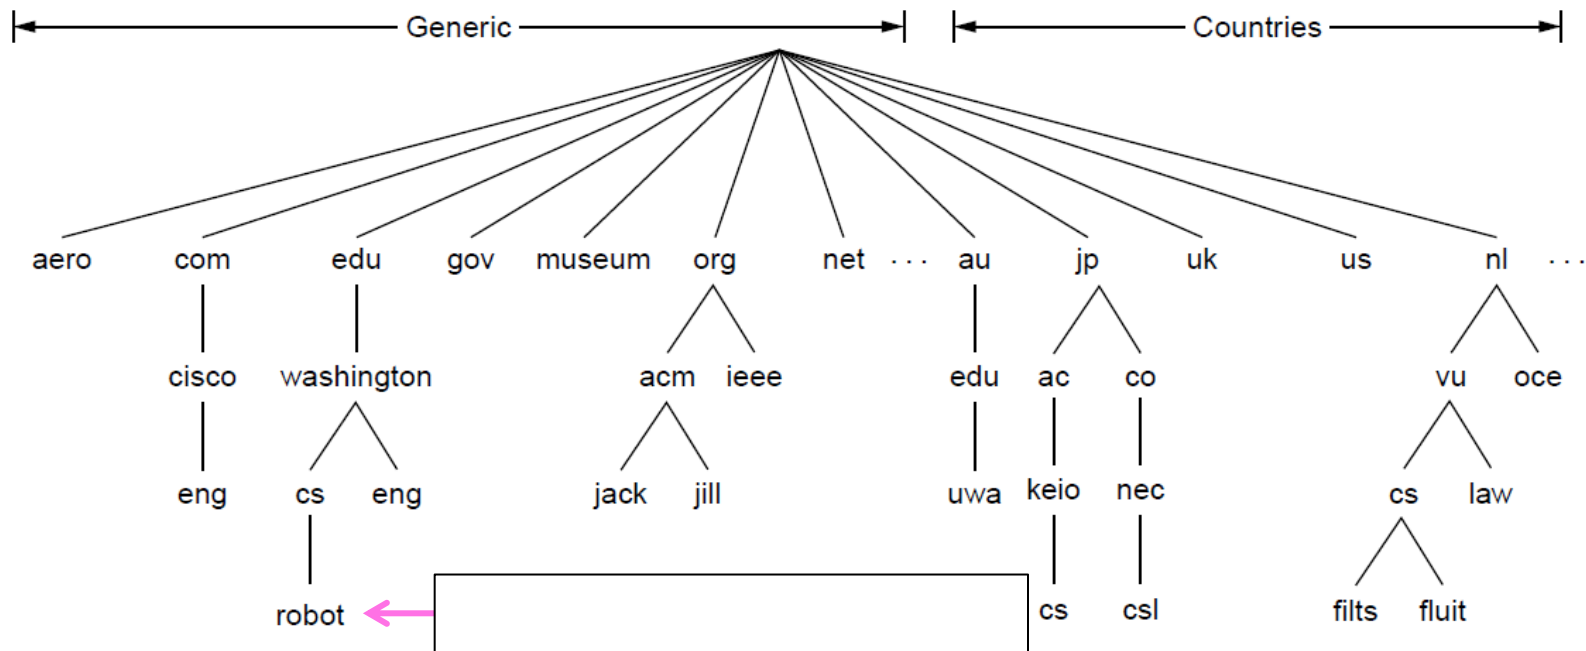 Generic Countries
aero com edu gov museum org net ... au jp uk us nl ...
cisco washington acm ieee edu ac co vu oce
eng cs eng jack jill uwa keio nec cs law
robot cs csl filts fluit